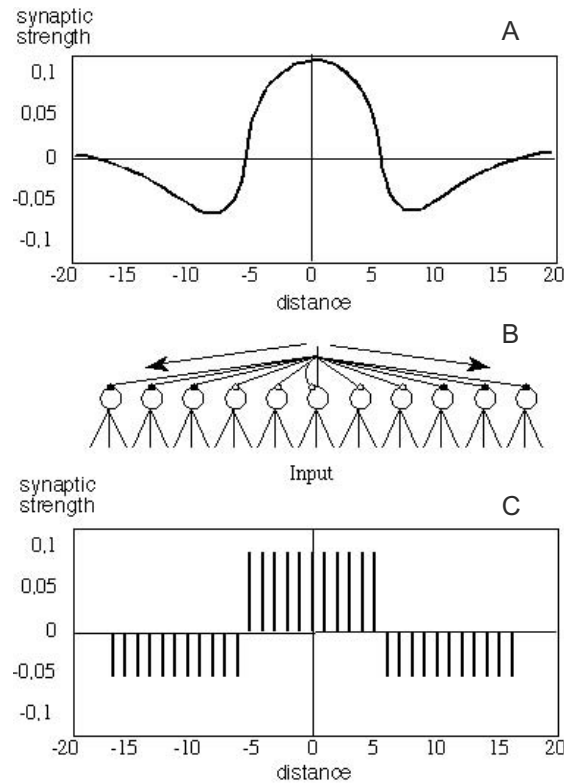 synaptic
strength
A
0,1
0,05
0
-0,05
-0,1
-20 -15 -10 -5 0 5 10 15 20
distance
B
Input
synaptic
strength
C
0,1
0,05
0
-0,05
-0,1
-20 -15 -10 -5 0 5 10 15 20
distance